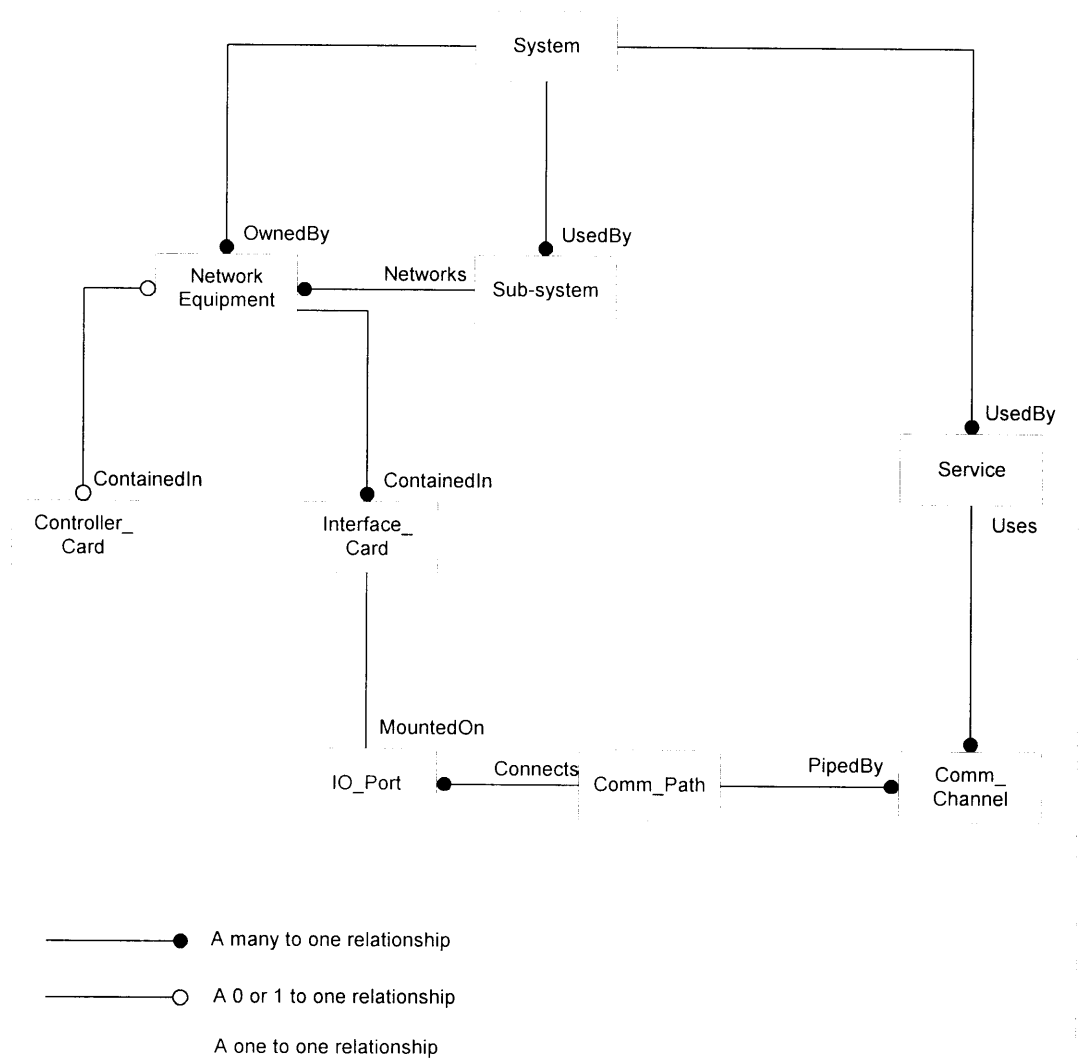 System
OwnedBy
UsedBy
Network
Equipment
Networks
Sub-system
UsedBy
Service
ContainedIn
ContainedIn
Controller_
Card
Interface_
Card
Uses
MountedOn
IO_Port
Connects
Comm_Path
PipedBy
Comm_
Channel
A many to one relationship
A 0 or 1 to one relationship
A one to one relationship